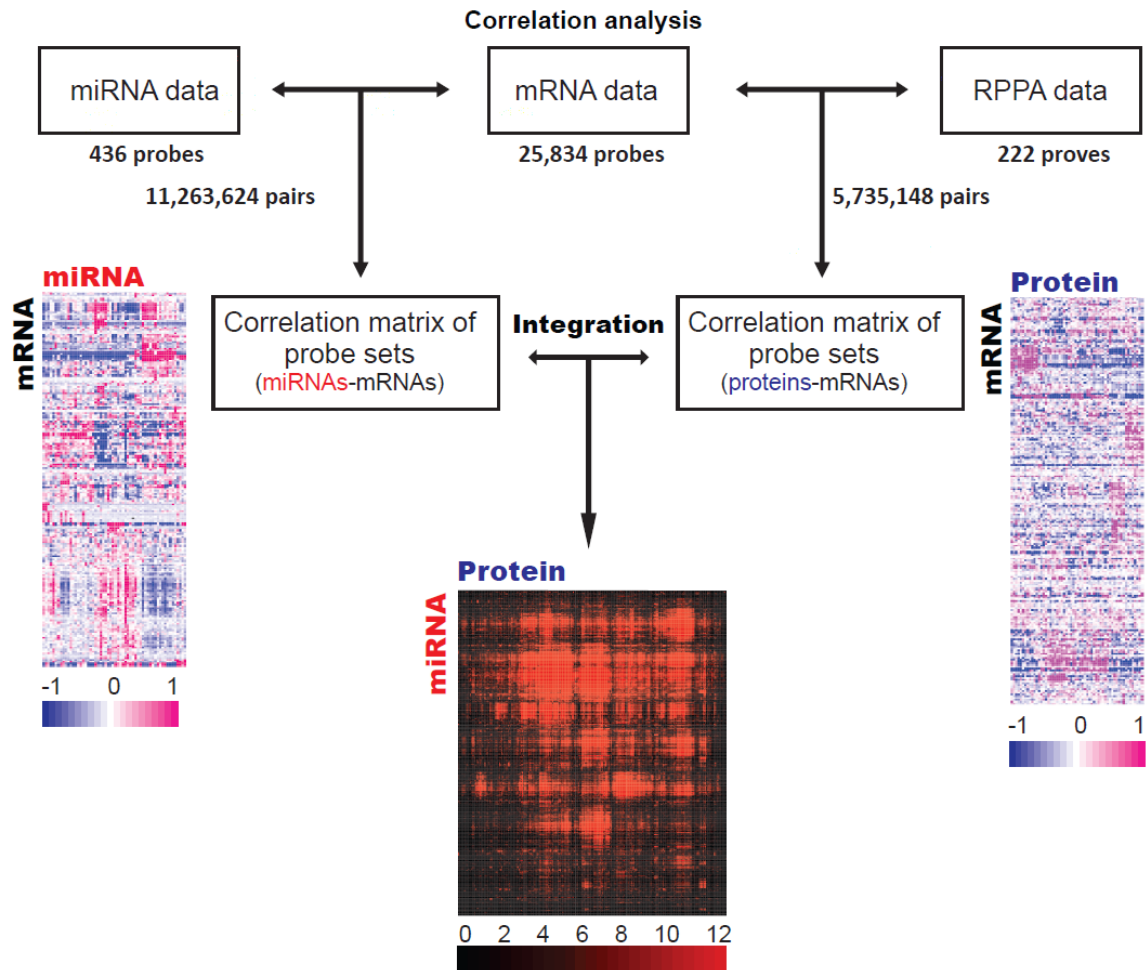 Correlation analysis
miRNA data
mRNA data
RPPA data
436 probes
25,834 probes
222 proves
11,263,624 pairs
5,735,148 pairs
miRNA
mRNA
Correlation matrix of
probe sets
(miRNAs-mRNAs)
Integration
Correlation matrix of
probe sets
(proteins-mRNAs)
Protein
mRNA
-1 0 1
-1 0 1
Protein
miRNA
0 2 4 6 8 10 12